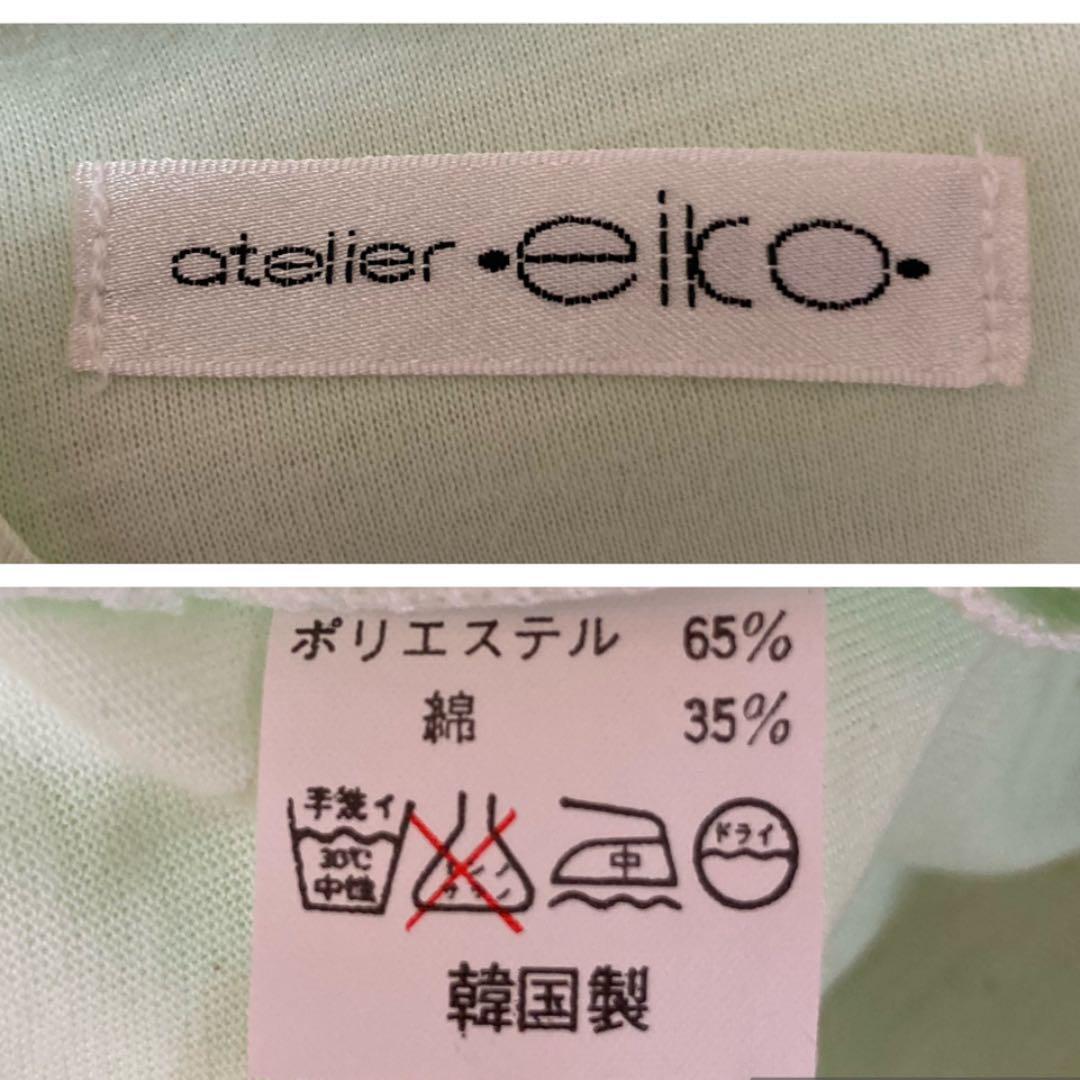 atelier •eiko•
ポリエステル 65%
綿 35%
手洗イ
30℃
中性
中
ドライ
韓国製